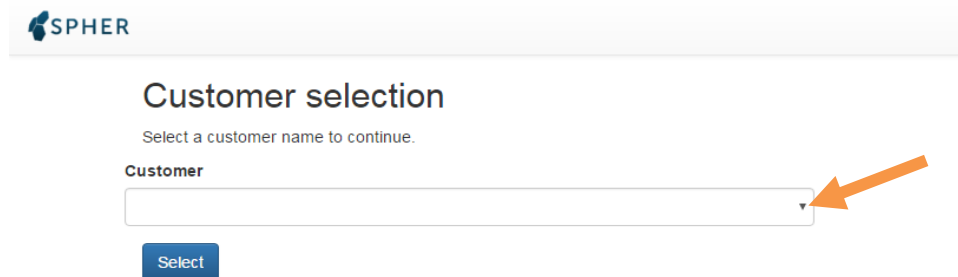 SPHER
Customer selection
Select a customer name to continue.
Customer
Select